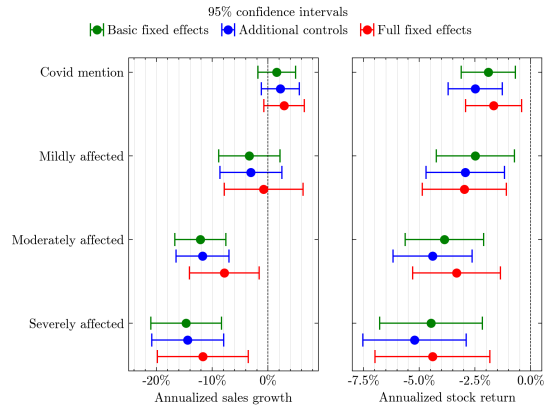 95% confidence intervals
Basic fixed effects Additional controls Full fixed effects
Covid mention
Mildly affected
Moderately affected
Severely affected
-20% -10% 0%
-7.5% -5.0% -2.5% 0.0%
Annualized sales growth
Annualized stock return